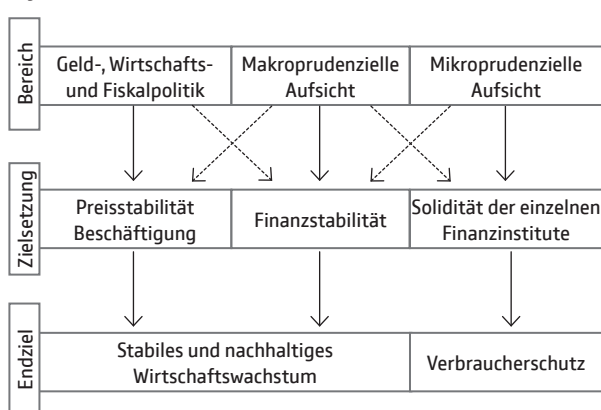 Bereich
Geld-, Wirtschafts-
und Fiskalpolitik
Makroprudenzielle
Aufsicht
Mikroprudenzielle
Aufsicht
Zielsetzung
Preisstabilität
Beschäftigung
Finanzstabilität
Solidität der einzelnen
Finanzinstitute
Endziel
Stabiles und nachhaltiges
Wirtschaftswachstum
Verbraucherschutz